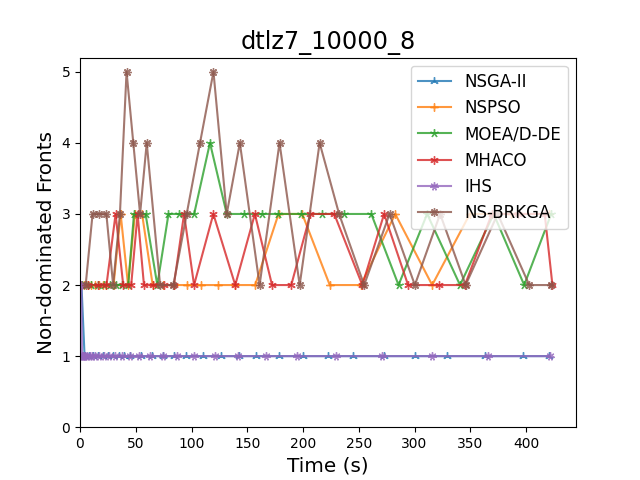 dtlz7_10000_8
Non-dominated Fronts
5
4
3
2
1
0
NSGA-II
NSPSO
MOEA/D-DE
MHACO
IHS
NS-BRKGA
0 50 100 150 200 250 300 350 400
Time (s)